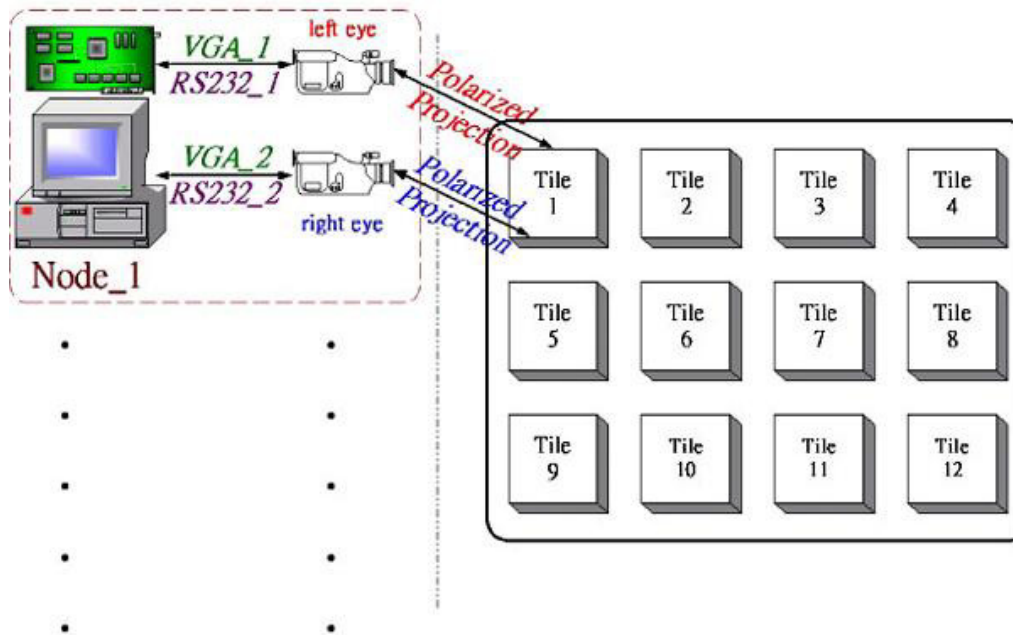 left eye
VGA_1
RS232_1
Polarized
Projection
VGA_2
RS232_2
right eye
Polarized
Projection
Node_1
Tile
1
Tile
2
Tile
3
Tile
4
Tile
5
Tile
6
Tile
7
Tile
8
Tile
9
Tile
10
Tile
11
Tile
12